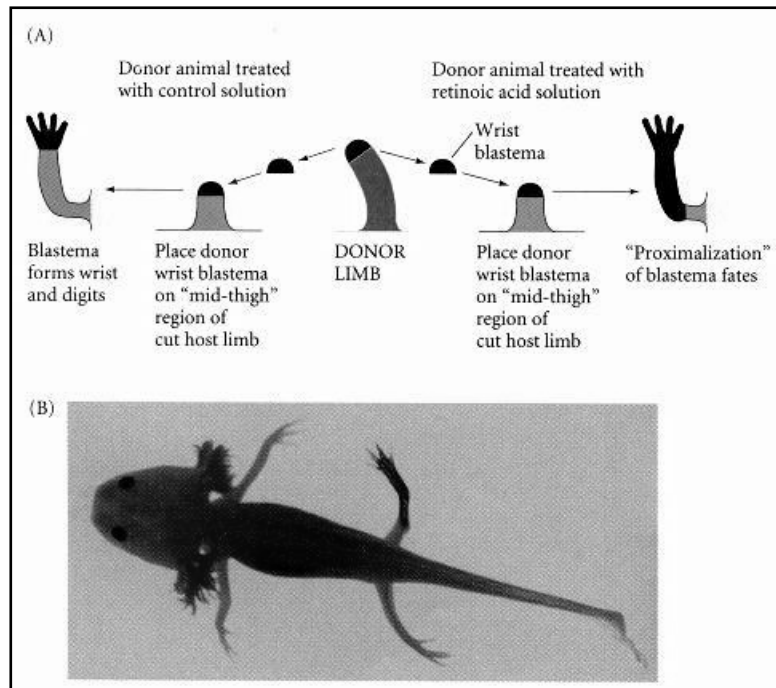 (A)
Donor animal treated
with control solution
Donor animal treated with
retinoic acid solution
Wrist
blastema
Blastema
forms wrist
and digits
Place donor
wrist blastema
on “mid-thigh”
region of
cut host limb
DONOR
LIMB
Place donor
wrist blastema
on “mid-thigh”
region of
cut host limb
“Proximalization”
of blastema fates
(B)